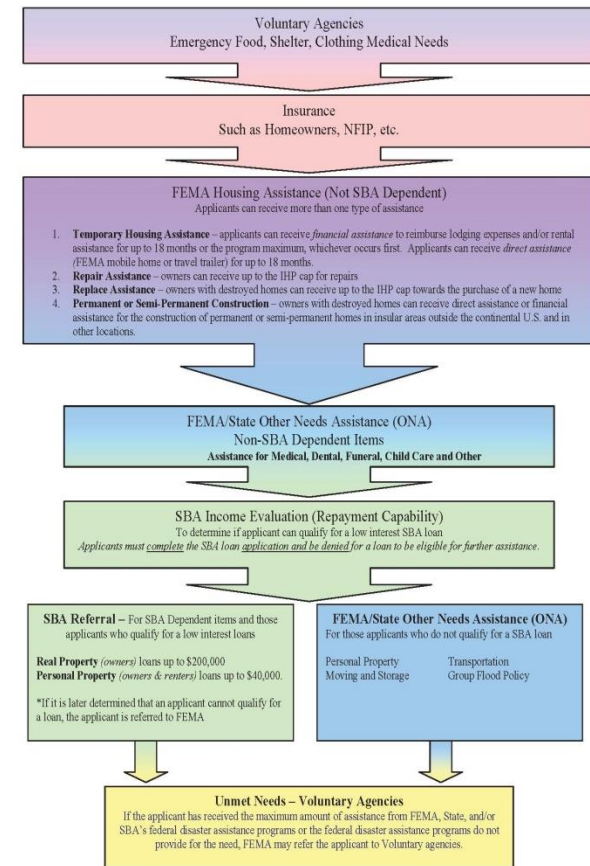 Voluntary Agencies
Emergency Food, Shelter, Clothing Medical Needs
Insurance
Such as Homeowners, NFIP, etc.
FEMA Housing Assistance (Not SBA Dependent)
Applicants can receive more than one type of assistance
1. Temporary Housing Assistance – applicants can receive financial assistance to reimburse lodging expenses and/or rental
assistance for up to 18 months or the program maximum, whichever occurs first. Applicants can receive direct assistance
(FEMA mobile home or travel trailer) for up to 18 months.
2. Repair Assistance – owners can receive up to the IHP cap for repairs
3. Replace Assistance – owners with destroyed homes can receive up to the IHP cap towards the purchase of a new home
4. Permanent or Semi-Permanent Construction – owners with destroyed homes can receive direct assistance or financial
assistance for the construction of permanent or semi-permanent homes in insular areas outside the continental U.S. and in
other locations.
FEMA/State Other Needs Assistance (ONA)
Non-SBA Dependent Items
Assistance for Medical, Dental, Funeral, Child Care and Other
SBA Income Evaluation (Repayment Capability)
To determine if applicant can qualify for a low interest SBA loan
Applicants must complete the SBA loan application and be denied for a loan to be eligible for further assistance.
SBA Referral – For SBA Dependent items and those
applicants who qualify for a low interest loans
Real Property (owners) loans up to $200,000
Personal Property (owners & renters) loans up to $40,000.
*If it is later determined that an applicant cannot qualify for
a loan, the applicant is referred to FEMA
FEMA/State Other Needs Assistance (ONA)
For those applicants who do not qualify for a SBA loan
Personal Property Transportation
Moving and Storage Group Flood Policy
Unmet Needs – Voluntary Agencies
If the applicant has received the maximum amount of assistance from FEMA, State, and/or
SBA's federal disaster assistance programs or the federal disaster assistance programs do not
provide for the need, FEMA may refer the applicant to Voluntary agencies.